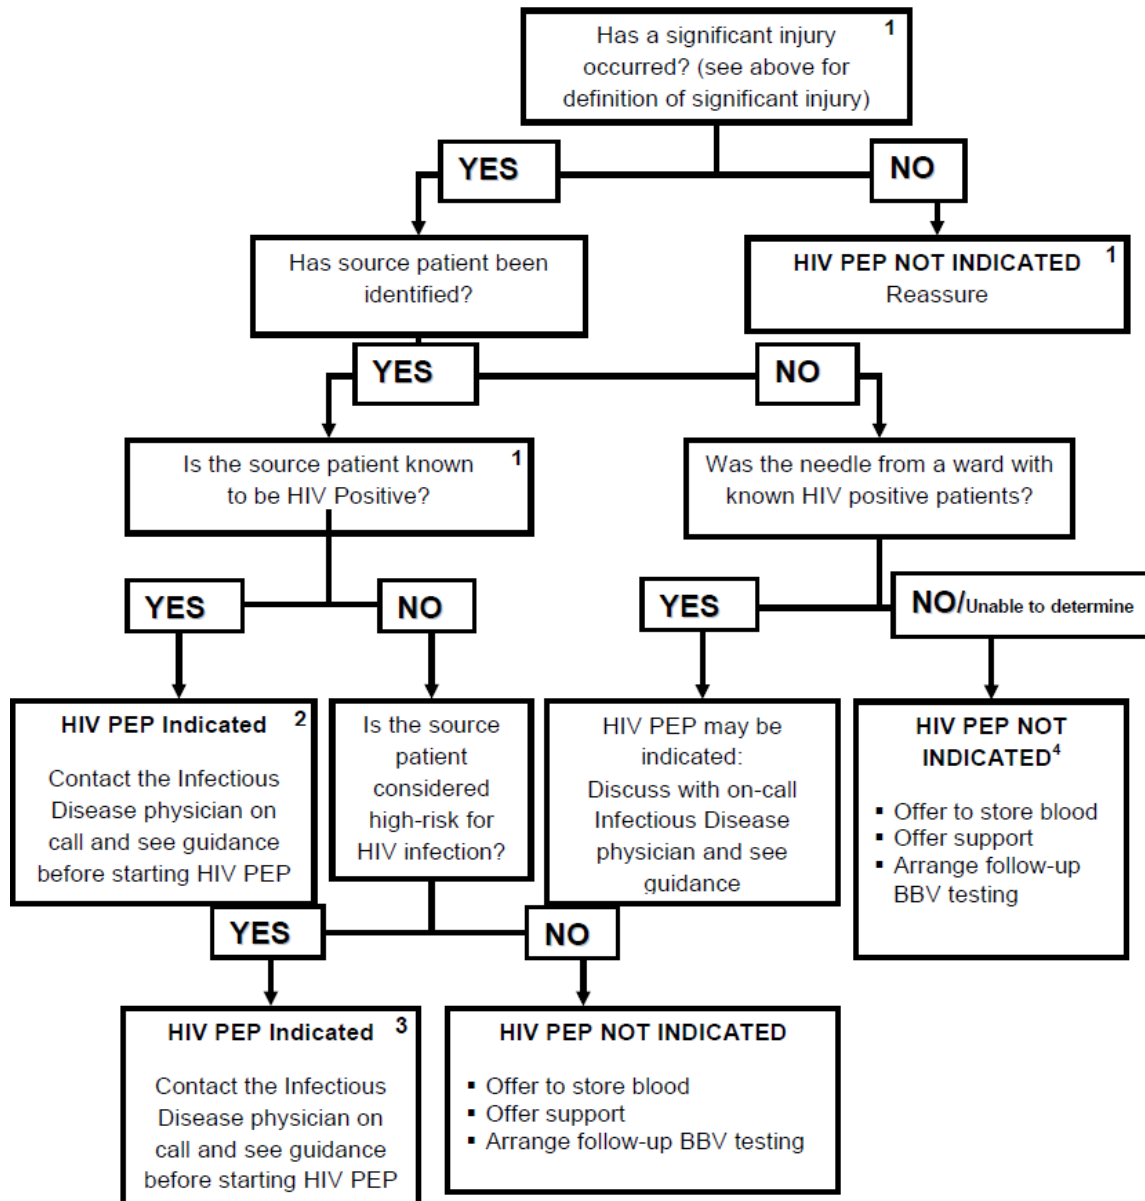 Has a significant injury 1
occurred? (see above for
definition of significant injury)
YES
NO
Has source patient been
identified?
HIV PEP NOT INDICATED 1
Reassure
YES
NO
Is the source patient known 1
to be HIV Positive?
Was the needle from a ward with
known HIV positive patients?
YES
NO
YES
NO/Unable to determine
HIV PEP Indicated 2
Contact the Infectious
Disease physician on
call and see guidance
before starting HIV PEP
Is the source
patient
considered
high-risk for
HIV infection?
HIV PEP may be
indicated:
Discuss with on-call
Infectious Disease
physician and see
guidance
HIV PEP NOT
INDICATED4
▪ Offer to store blood
▪ Offer support
▪ Arrange follow-up
BBV testing
YES
NO
HIV PEP Indicated 3
Contact the Infectious
Disease physician on
call and see guidance
before starting HIV PEP
HIV PEP NOT INDICATED
▪ Offer to store blood
▪ Offer support
▪ Arrange follow-up BBV testing